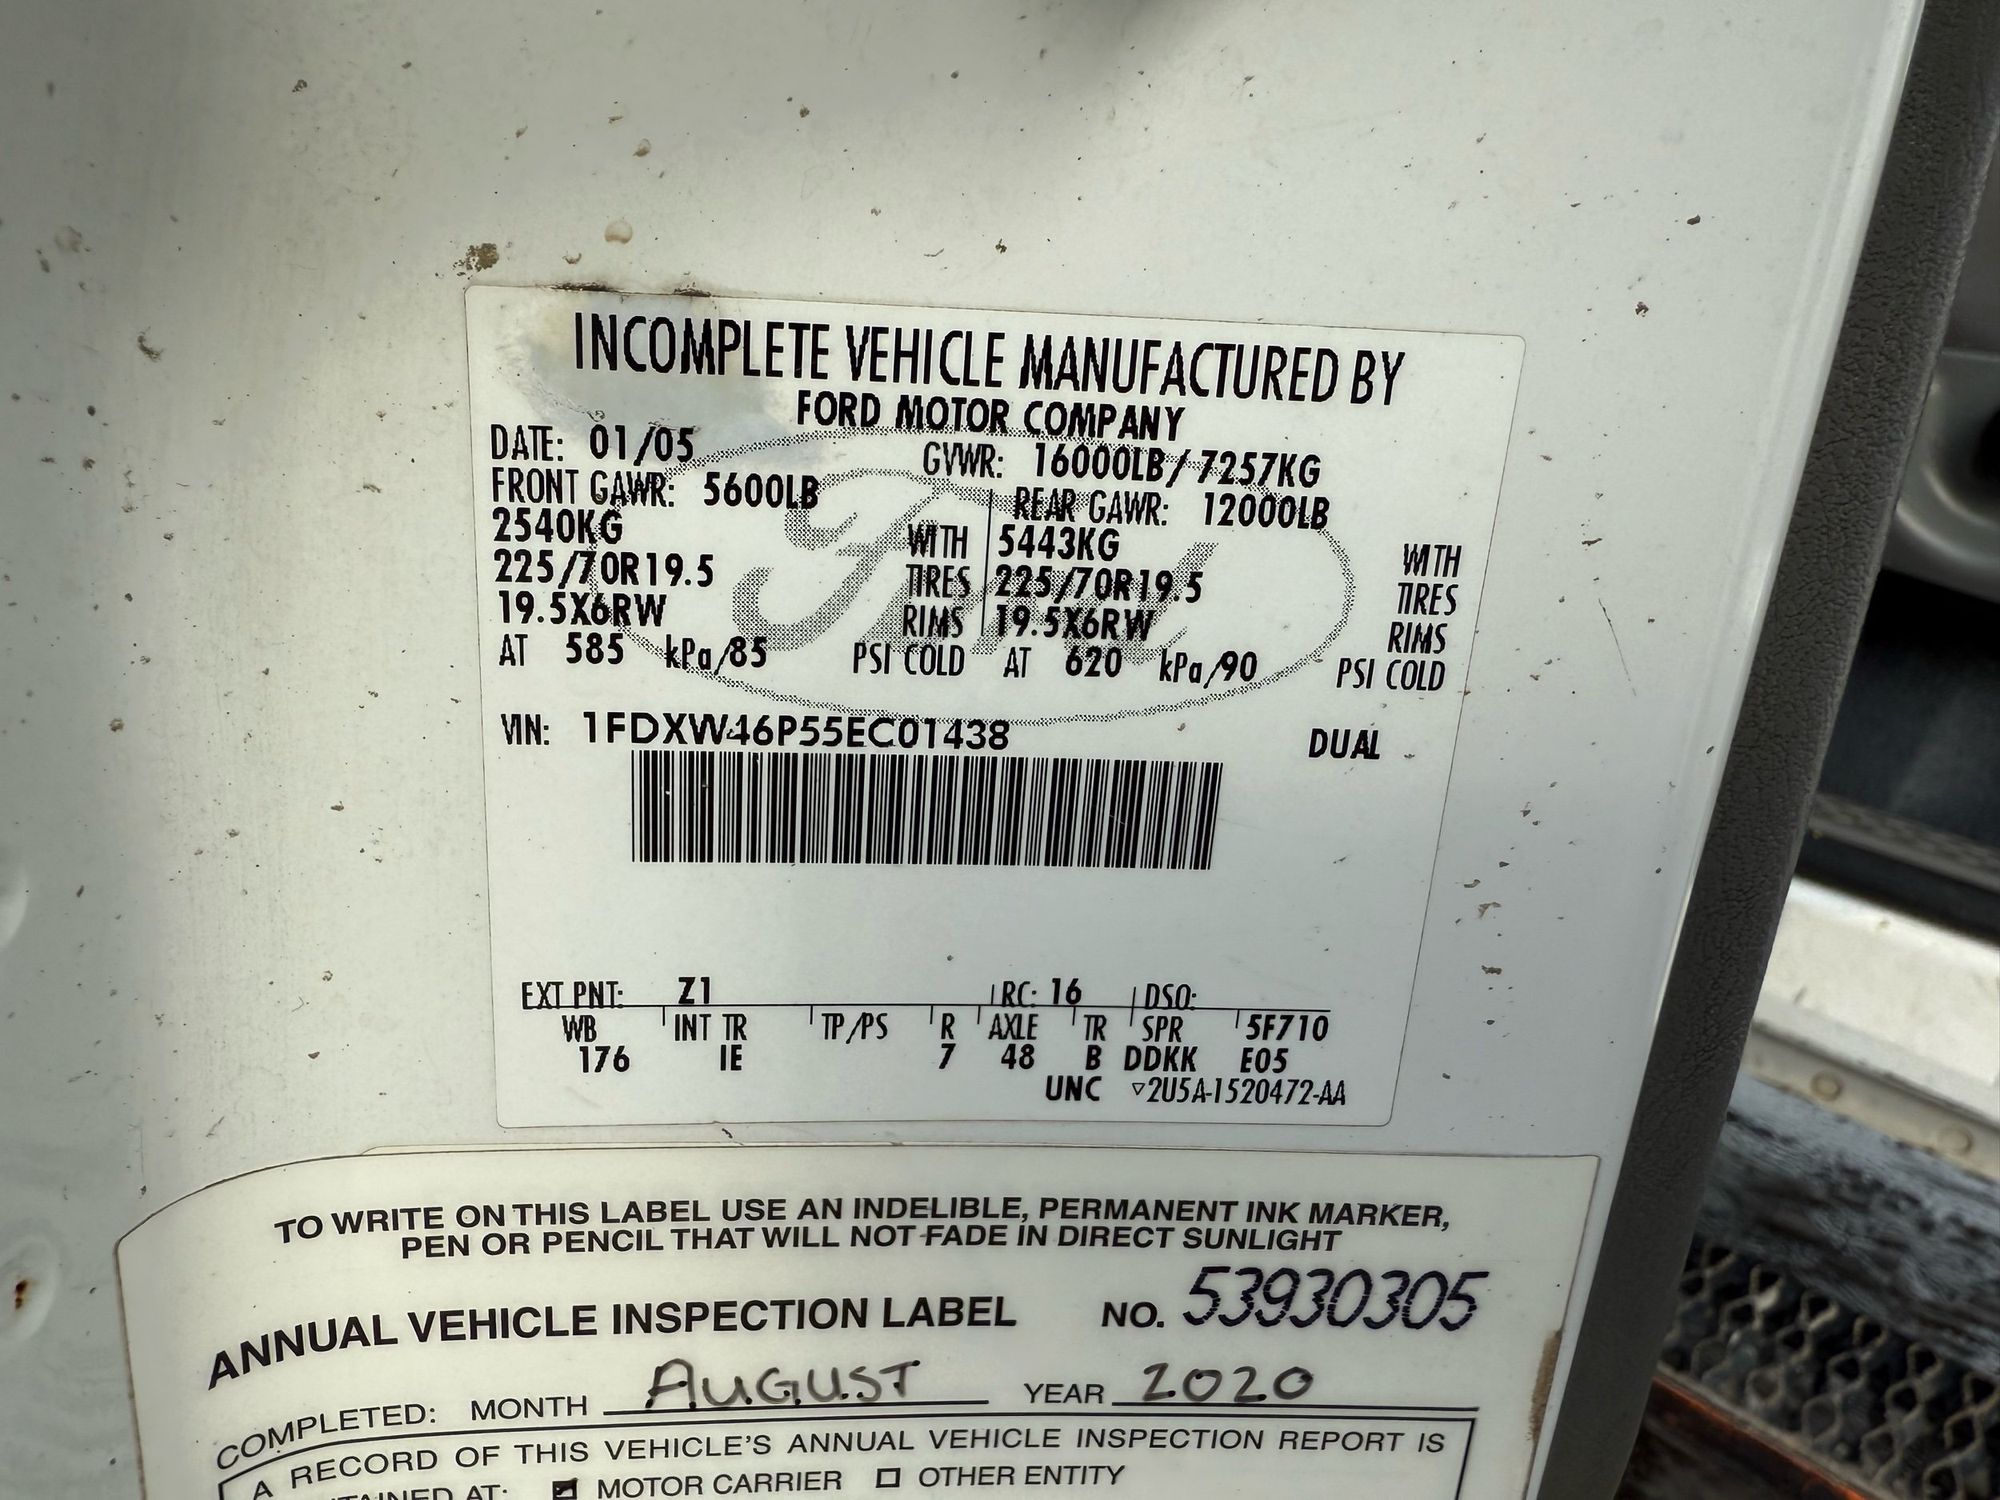 INCOMPLETE VEHICLE MANUFACTURED BY
FORD MOTOR COMPANY
DATE: 01/05 GVWR: 16000LB/7257KG
FRONT GAWR: 5600LB REAR GAWR: 12000LB
2540KG WITH 5443KG WITH
225/70R19.5 TIRES 225/70R19.5 TIRES
19.5X6RW RIMS 19.5X6RW RIMS
AT 585 kPa/85 PSI COLD AT 620 kPa/90 PSI COLD
VIN: 1FDXW46P55EC01438 DUAL
EXT PNT: Z1 RC: 16 DSO:
WB INT TR TP/PS R AXLE TR SPR 5F710
176 IE 7 48 B DDKK E05
UNC ▽2U5A-1520472-AA
TO WRITE ON THIS LABEL USE AN INDELIBLE, PERMANENT INK MARKER,
PEN OR PENCIL THAT WILL NOT FADE IN DIRECT SUNLIGHT
ANNUAL VEHICLE INSPECTION LABEL NO. 53930305
COMPLETED: MONTH AUGUST YEAR 2020
A RECORD OF THIS VEHICLE'S ANNUAL VEHICLE INSPECTION REPORT IS
AT: MOTOR CARRIER OTHER ENTITY